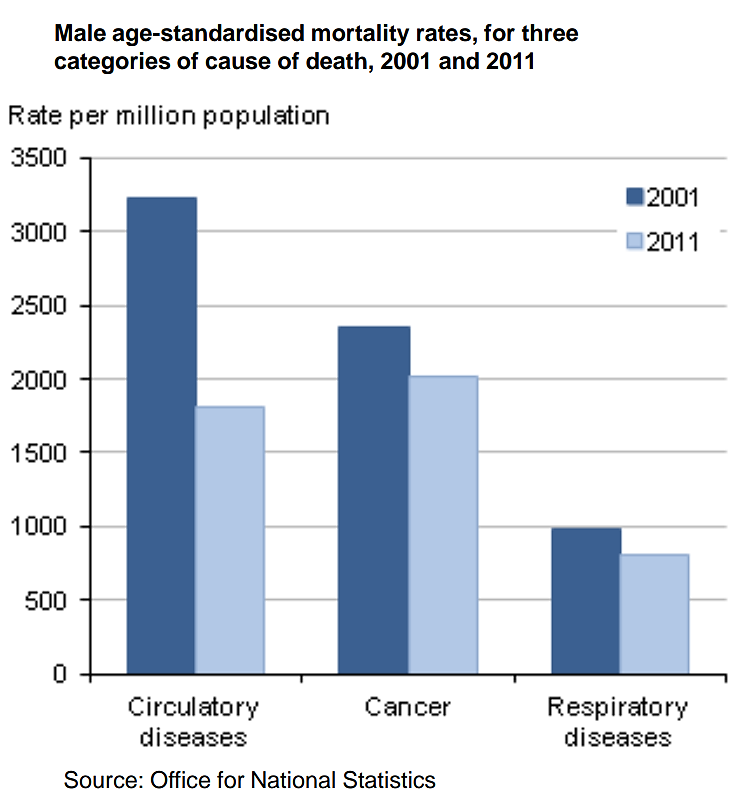 Male age-standardised mortality rates, for three
categories of cause of death, 2001 and 2011
Rate per million population
3500
3000
2500
2000
1500
1000
500
0
2001
2011
Circulatory
diseases
Cancer
Respiratory
diseases
Source: Office for National Statistics